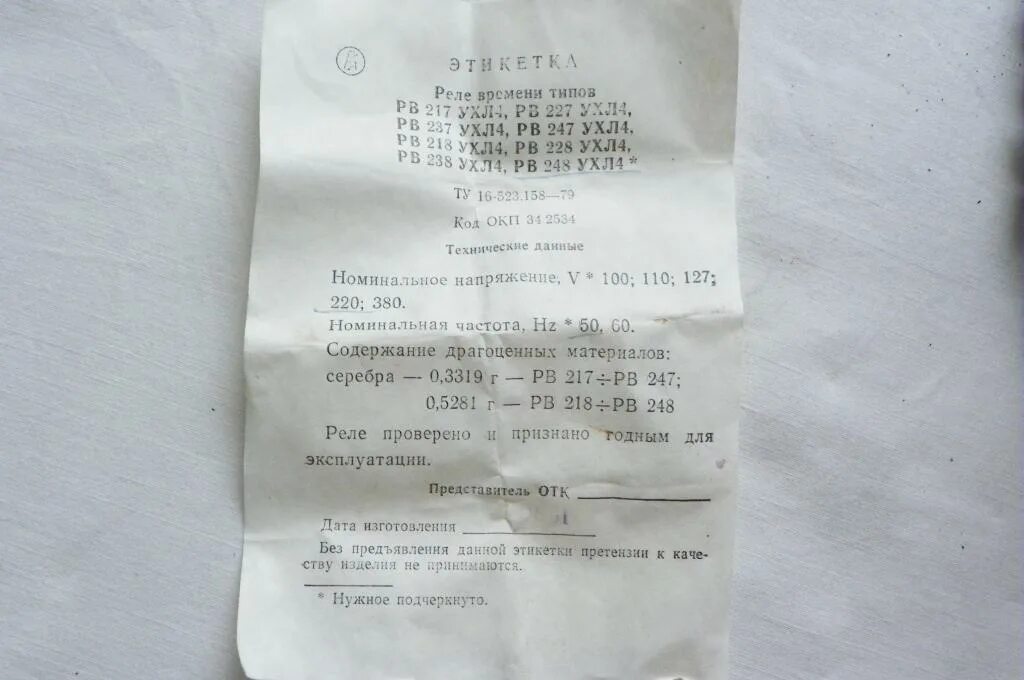 ЭТИКЕТКА
Реле времени типов
РВ 217 УХЛ4, РВ 227 УХЛ4,
РВ 237 УХЛ4, РВ 247 УХЛ4,
РВ 218 УХЛ4, РВ 228 УХЛ4,
РВ 238 УХЛ4, РВ 248 УХЛ4 *
ТУ 16-523.158—79
Код ОКП 34 2534
Технические данные
Номинальное напряжение, V * 100; 110; 127;
220; 380.
Номинальная частота, Hz * 50, 60.
Содержание драгоценных материалов:
серебра — 0,3319 г — РВ 217÷РВ 247;
0,5281 г — РВ 218÷РВ 248
Реле проверено и признано годным для
эксплуатации.
Представитель ОТК
Дата изготовления
Без предъявления данной этикетки претензии к каче-
ству изделия не принимаются.
* Нужное подчеркнуто.